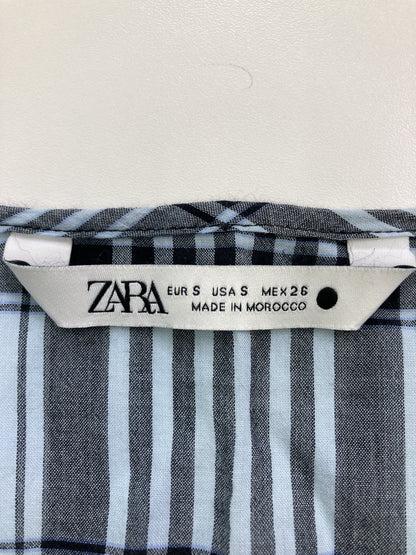 ZARA
EUR S USA S MEX 26
MADE IN MOROCCO